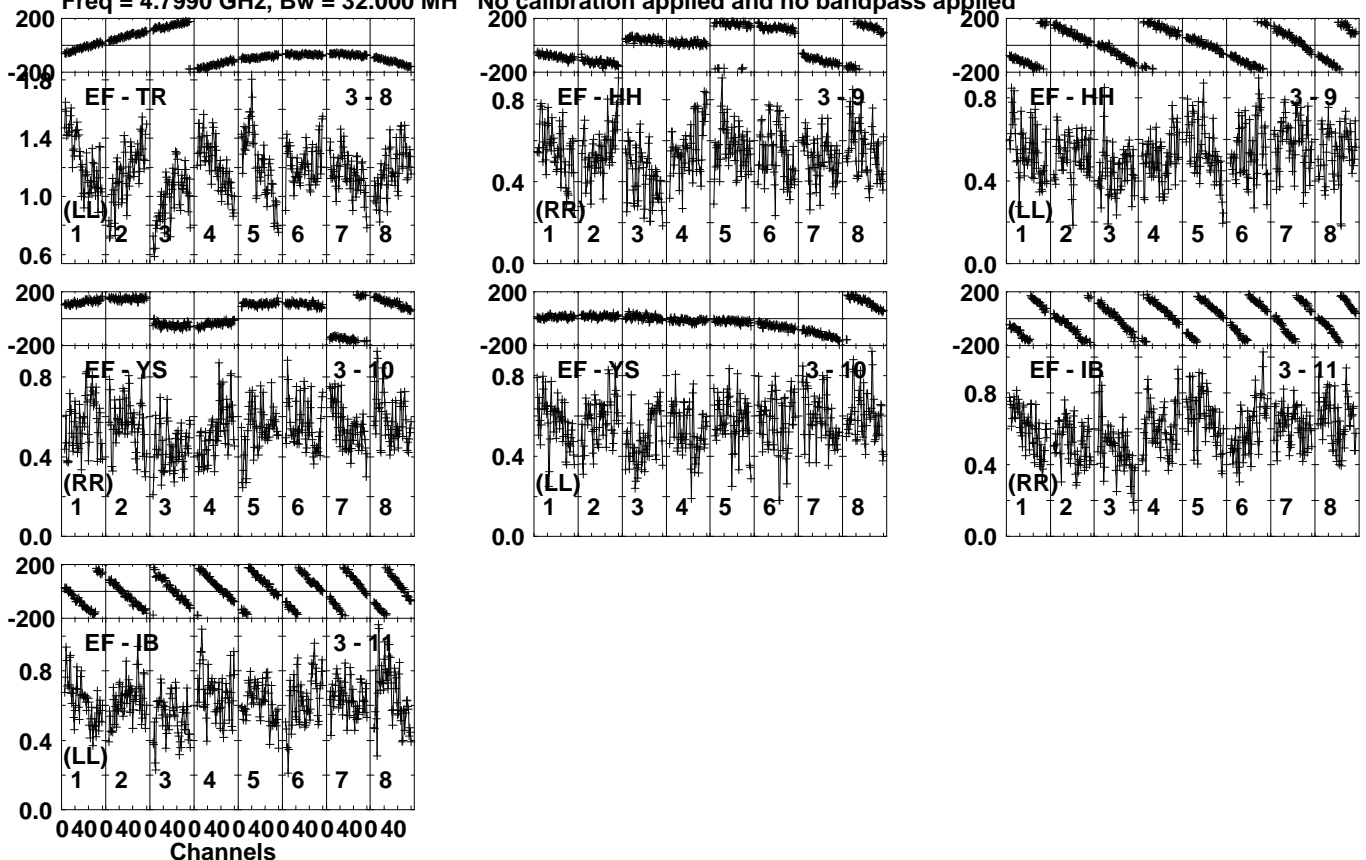 Freq = 4.7990 GHz, Bw = 32.000 MH No calibration applied and no bandpass applied
200
-200
1.8
1.4
1.0
0.6
EF - TR 3 - 8
(LL)
1 2 3 4 5 6 7 8
200
-200
0.8
0.4
0.0
EF - HH 3 - 9
(RR)
1 2 3 4 5 6 7 8
200
-200
0.8
0.4
0.0
EF - HH 3 - 9
(LL)
1 2 3 4 5 6 7 8
200
-200
0.8
0.4
0.0
EF - YS 3 - 10
(RR)
1 2 3 4 5 6 7 8
200
-200
0.8
0.4
0.0
EF - YS 3 - 10
(LL)
1 2 3 4 5 6 7 8
200
-200
0.8
0.4
0.0
EF - IB 3 - 11
(RR)
1 2 3 4 5 6 7 8
200
-200
0.8
0.4
0.0
EF - IB 3 - 11
(LL)
1 2 3 4 5 6 7 8
0 40 0 40 0 40 0 40 0 40 0 40 0 40 0 40
Channels